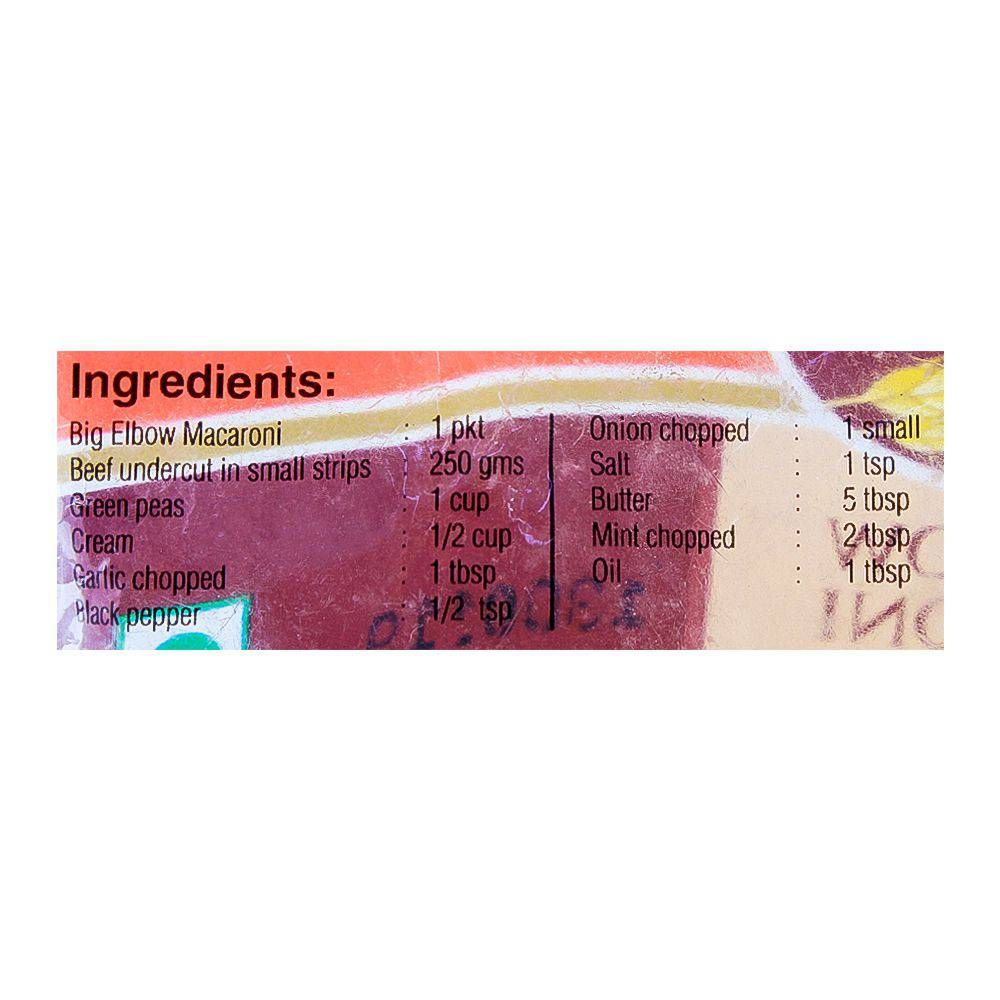 Ingredients:
Big Elbow Macaroni : 1 pkt
Beef undercut in small strips : 250 gms
Green peas : 1 cup
Cream : 1/2 cup
Garlic chopped : 1 tbsp
Black pepper : 1/2 tsp
Onion chopped : 1 small
Salt : 1 tsp
Butter : 5 tbsp
Mint chopped : 2 tbsp
Oil : 1 tbsp